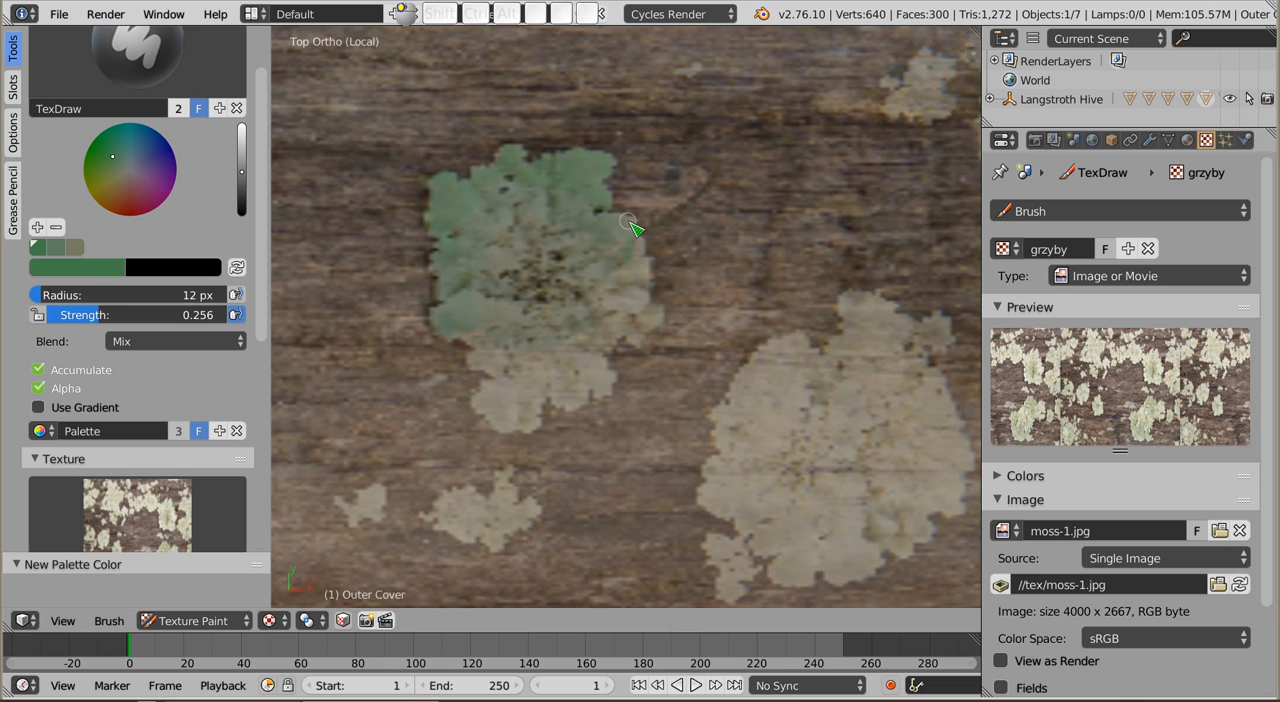 File Render Window Help Default Shift Ctrl Alt Cycles Render v2.76.10 | Verts:640 | Faces:300 | Tris:1,272 | Objects:1/7 | Lamps:0/0 | Mem:105.57M | Outer
Tools
Slots
Options
Grease Pencil
TexDraw 2 F
Radius: 12 px
Strength: 0.256
Blend: Mix
Accumulate
Alpha
Use Gradient
Palette 3 F
Texture
New Palette Color
Top Ortho (Local)
y
(1) Outer Cover
View Brush Texture Paint
-20 0 20 40 60 80 100 120 140 160 180 200 220 240 260 280
View Marker Frame Playback Start: 1 End: 250 1 No Sync
Current Scene
RenderLayers
World
Langstroth Hive
TexDraw grzyby
Brush
grzyby F
Type: Image or Movie
Preview
Colors
Image
moss-1.jpg F
Source: Single Image
//tex/moss-1.jpg
Image: size 4000 x 2667, RGB byte
Color Space: sRGB
View as Render
Fields